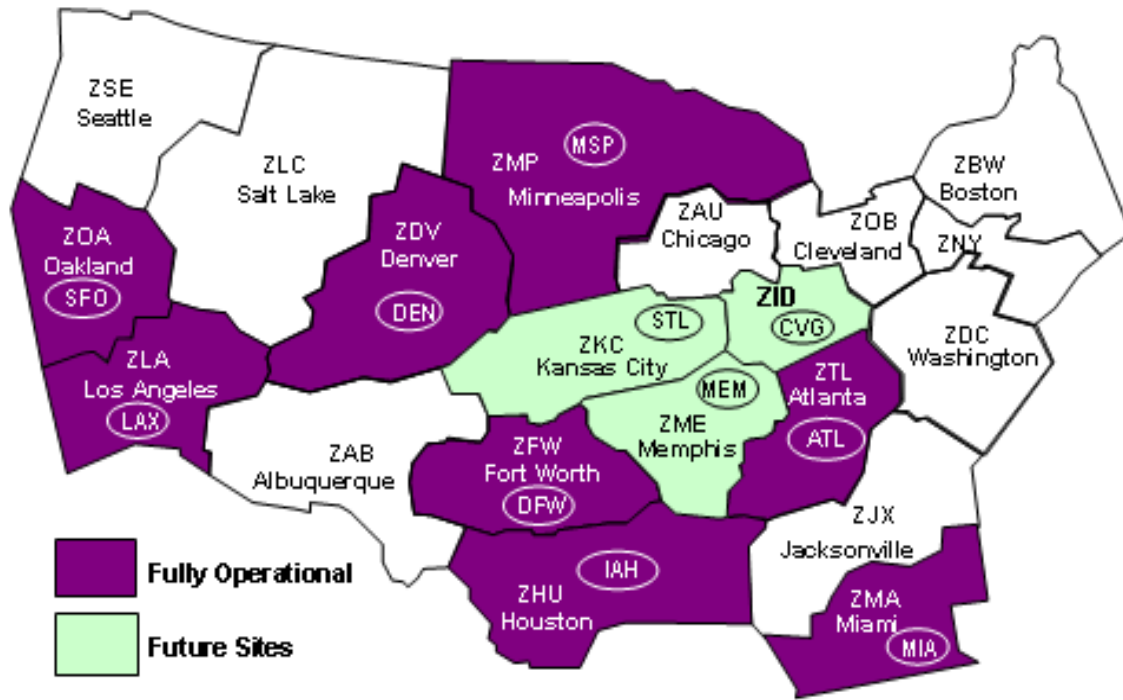 ZSE
Seattle
ZLC
Salt Lake
ZMP
MSP
Minneapolis
ZBW
Boston
ZAU
Chicago
ZOB
Cleveland
ZNY
ZOA
Oakland
SFO
ZDV
Denver
DEN
ZID
CVG
STL
ZKC
Kansas City
ZDC
Washington
ZLA
Los Angeles
LAX
MEM
ZME
Memphis
ZTL
Atlanta
ATL
ZAB
Albuquerque
ZFW
Fort Worth
DFW
ZJX
Jacksonville
IAH
ZHU
Houston
ZMA
Miami
MIA
Fully Operational
Future Sites